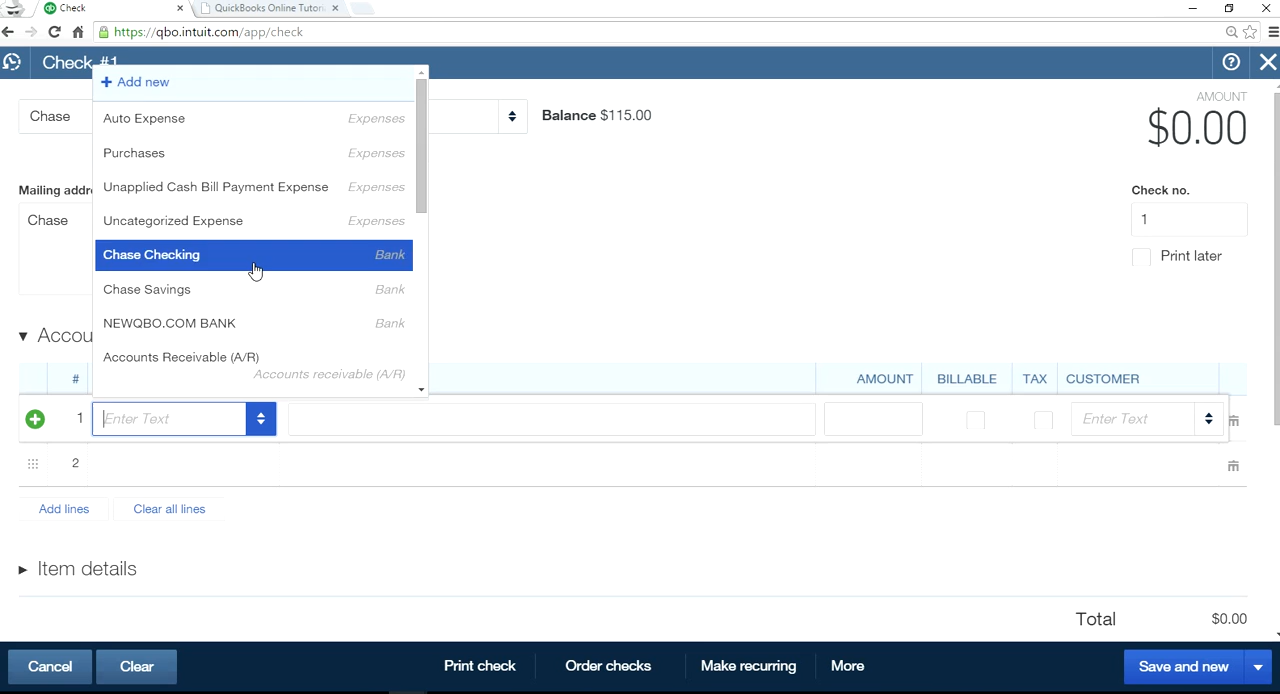 Check
QuickBooks Online Tutori
https://qbo.intuit.com/app/check
Check #1
+ Add new
Auto Expense Expenses
Purchases Expenses
Unapplied Cash Bill Payment Expense Expenses
Uncategorized Expense Expenses
Chase Checking Bank
Chase Savings Bank
NEWQBO.COM BANK Bank
Accounts Receivable (A/R)
Accounts receivable (A/R)
Chase
Balance $115.00
AMOUNT
$0.00
Mailing addre
Chase
Check no.
1
Print later
Accou
# AMOUNT BILLABLE TAX CUSTOMER
1 Enter Text Enter Text
2
Add lines Clear all lines
Item details
Total $0.00
Cancel Clear Print check Order checks Make recurring More Save and new